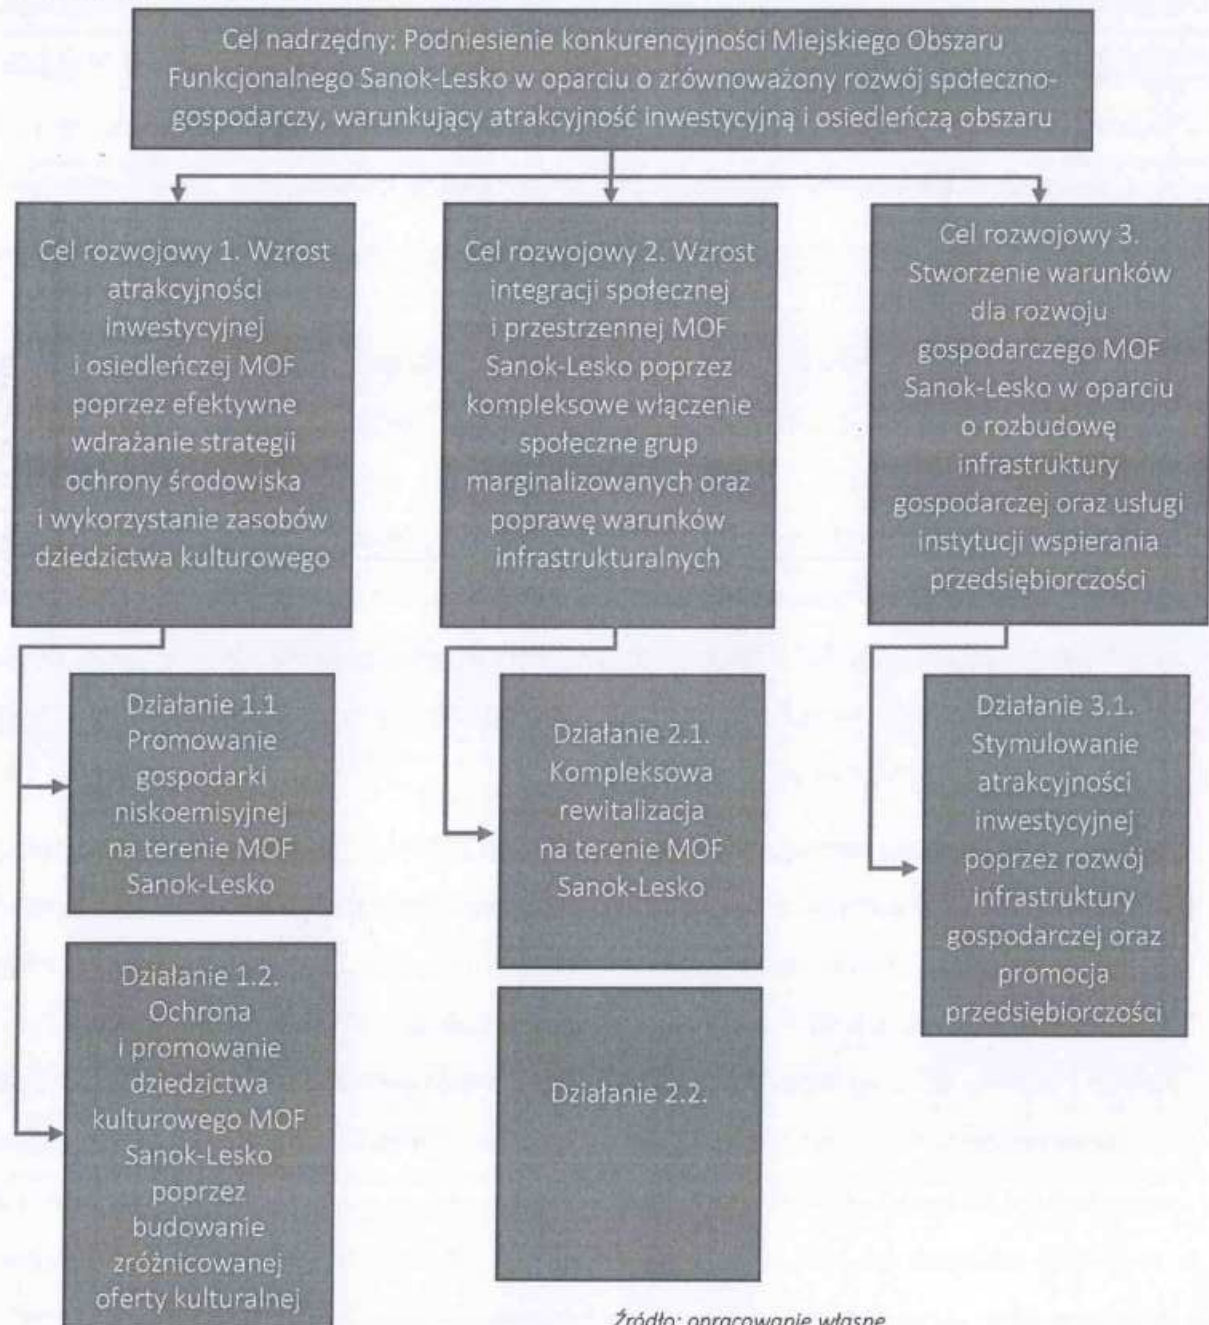 Cel nadrzędny: Podniesienie konkurencyjności Miejskiego Obszaru
Funkcjonalnego Sanok-Lesko w oparciu o zrównoważony rozwój społeczno-
gospodarczy, warunkujący atrakcyjność inwestycyjną i osiedleńczą obszaru
Cel rozwojowy 1. Wzrost
atrakcyjności
inwestycyjnej
i osiedleńczej MOF
poprzez efektywne
wdrażanie strategii
ochrony środowiska
i wykorzystanie zasobów
dziedzictwa kulturowego
Cel rozwojowy 2. Wzrost
integracji społecznej
i przestrzennej MOF
Sanok-Lesko poprzez
kompleksowe włączenie
społeczne grup
marginalizowanych oraz
poprawę warunków
infrastrukturalnych
Cel rozwojowy 3.
Stworzenie warunków
dla rozwoju
gospodarczego MOF
Sanok-Lesko w oparciu
o rozbudowę
infrastruktury
gospodarczej oraz usługi
instytucji wspierania
przedsiębiorczości
Działanie 1.1
Promowanie
gospodarki
niskoemisyjnej
na terenie MOF
Sanok-Lesko
Działanie 1.2.
Ochrona
i promowanie
dziedzictwa
kulturowego MOF
Sanok-Lesko
poprzez
budowanie
zróżnicowanej
oferty kulturalnej
Działanie 2.1.
Kompleksowa
rewitalizacja
na terenie MOF
Sanok-Lesko
Działanie 2.2.
Działanie 3.1.
Stymulowanie
atrakcyjności
inwestycyjnej
poprzez rozwój
infrastruktury
gospodarczej oraz
promocja
przedsiębiorczości
Źródło: opracowanie własne